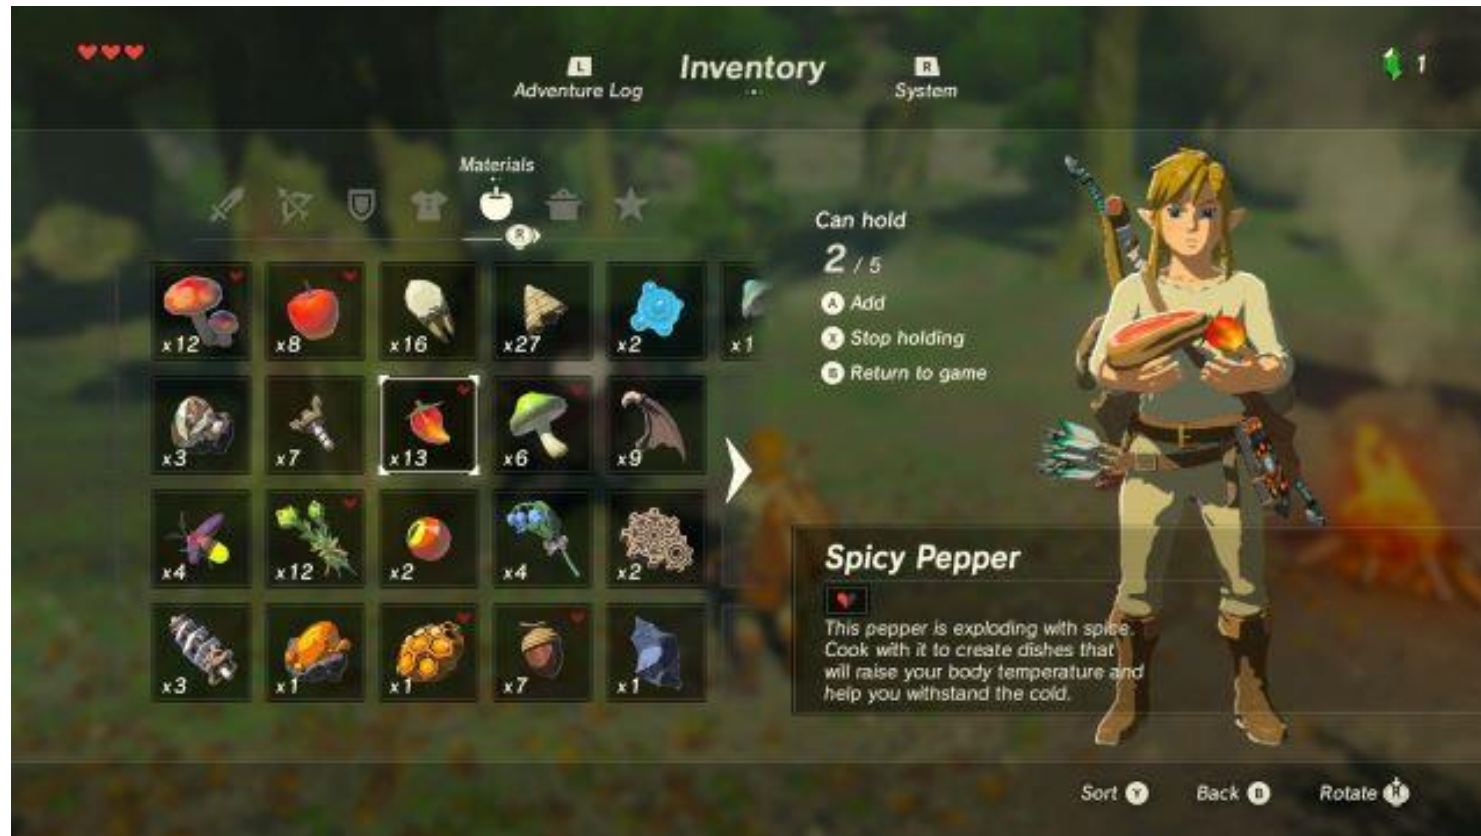 L
Adventure Log
Inventory
R
System
1
Materials
R
Can hold
2 / 5
A Add
X Stop holding
B Return to game
x12
x8
x16
x27
x2
x1
x3
x7
x13
x6
x9
x4
x12
x2
x4
x2
x3
x1
x1
x7
x1
Spicy Pepper
This pepper is exploding with spice.
Cook with it to create dishes that
will raise your body temperature and
help you withstand the cold.
Sort Y
Back B
Rotate R